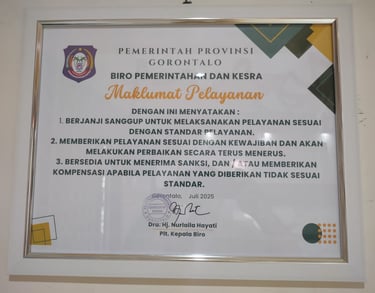 PEMERINTAH PROVINSI
GORONTALO
BIRO PEMERINTAHAN DAN KESRA
Maklumat Pelayanan
DENGAN INI MENYATAKAN :
1. BERJANJI SANGGUP UNTUK MELAKSANAKAN PELAYANAN SESUAI
DENGAN STANDAR PELAYANAN.
2. MEMBERIKAN PELAYANAN SESUAI DENGAN KEWAJIBAN DAN AKAN
MELAKUKAN PERBAIKAN SECARA TERUS MENERUS.
3. BERSEDIA UNTUK MENERIMA SANKSI, DAN / ATAU MEMBERIKAN
KOMPENSASI APABILA PELAYANAN YANG DIBERIKAN TIDAK SESUAI
STANDAR.
Gorontalo, Juli 2025
Dra. Hj. Nurlaila Hayati
Plt. Kepala Biro